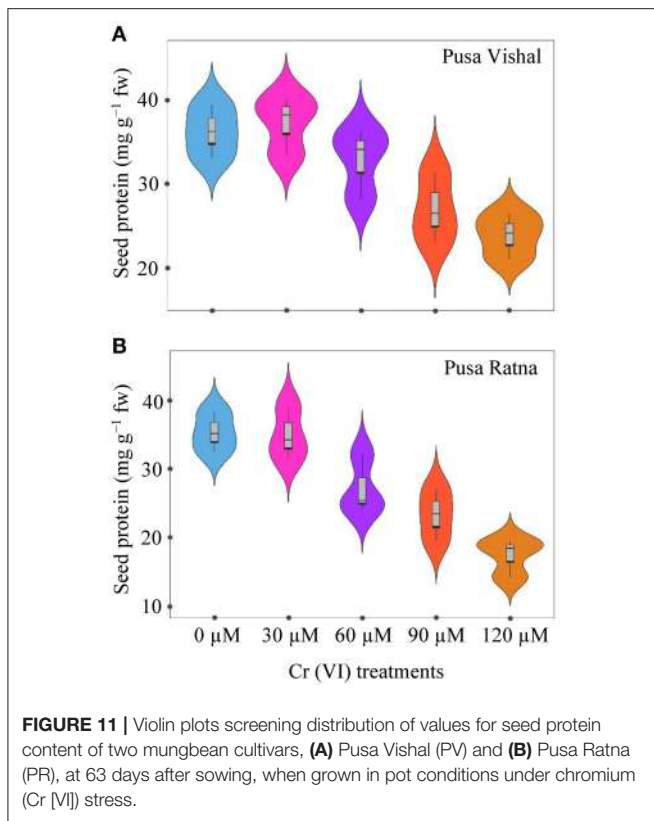 A
Pusa Vishal
Seed protein (mg g⁻¹ fw)
40
30
20
B
Pusa Ratna
Seed protein (mg g⁻¹ fw)
40
30
20
10
0 µM 30 µM 60 µM 90 µM 120 µM
Cr (VI) treatments
FIGURE 11 | Violin plots screening distribution of values for seed protein
content of two mungbean cultivars, (A) Pusa Vishal (PV) and (B) Pusa Ratna
(PR), at 63 days after sowing, when grown in pot conditions under chromium
(Cr [VI]) stress.